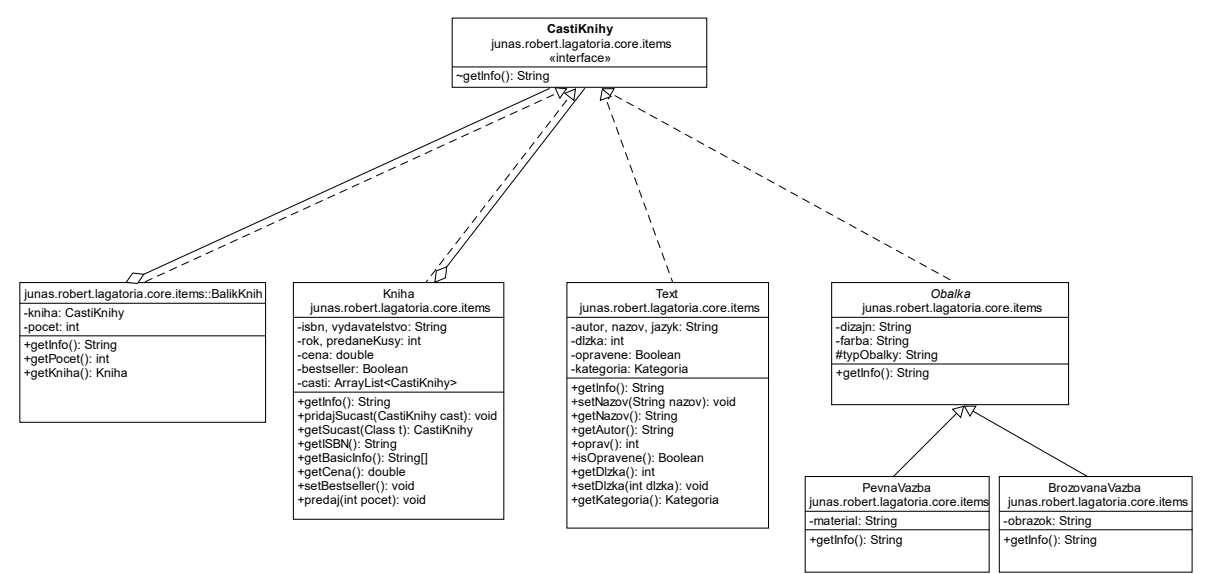 CastiKnihy
junas.robert.lagatoria.core.items
«interface»
~getInfo(): String
junas.robert.lagatoria.core.items::BalikKnih
-kniha: CastiKnihy
-pocet: int
+getInfo(): String
+getPocet(): int
+getKniha(): Kniha
Kniha
junas.robert.lagatoria.core.items
-isbn, vydavatelstvo: String
-rok, predaneKusy: int
-cena: double
-bestseller: Boolean
-casti: ArrayList<CastiKnihy>
+getInfo(): String
+pridajSucast(CastiKnihy cast): void
+getSucast(Class t): CastiKnihy
+getISBN(): String
+getBasicInfo(): String[]
+getCena(): double
+setBestseller(): void
+predaj(int pocet): void
Text
junas.robert.lagatoria.core.items
-autor, nazov, jazyk: String
-dlzka: int
-opravene: Boolean
-kategoria: Kategoria
+getInfo(): String
+setNazov(String nazov): void
+getNazov(): String
+getAutor(): String
+oprav(): int
+isOpravene(): Boolean
+getDlzka(): int
+setDlzka(int dlzka): void
+getKategoria(): Kategoria
Obalka
junas.robert.lagatoria.core.items
-dizajn: String
-farba: String
#typObalky: String
+getInfo(): String
PevnaVazba
junas.robert.lagatoria.core.items
-material: String
+getInfo(): String
BrozovanaVazba
junas.robert.lagatoria.core.items
-obrazok: String
+getInfo(): String